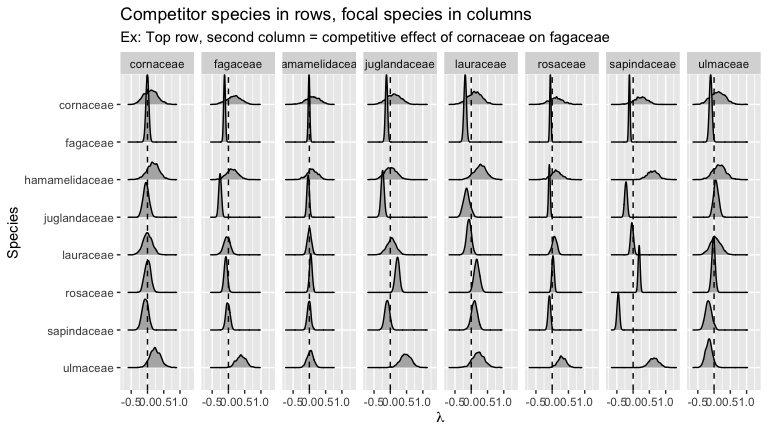 Competitor species in rows, focal species in columns
Ex: Top row, second column = competitive effect of cornaceae on fagaceae
cornaceae fagaceae amamelidacea juglandaceae lauraceae rosaceae sapindaceae ulmaceae
Species
cornaceae
fagaceae
hamamelidaceae
juglandaceae
lauraceae
rosaceae
sapindaceae
ulmaceae
-0.50.00.51.0 -0.50.00.51.0 -0.50.00.51.0 -0.50.00.51.0 -0.50.00.51.0 -0.50.00.51.0 -0.50.00.51.0 -0.50.00.51.0
λ